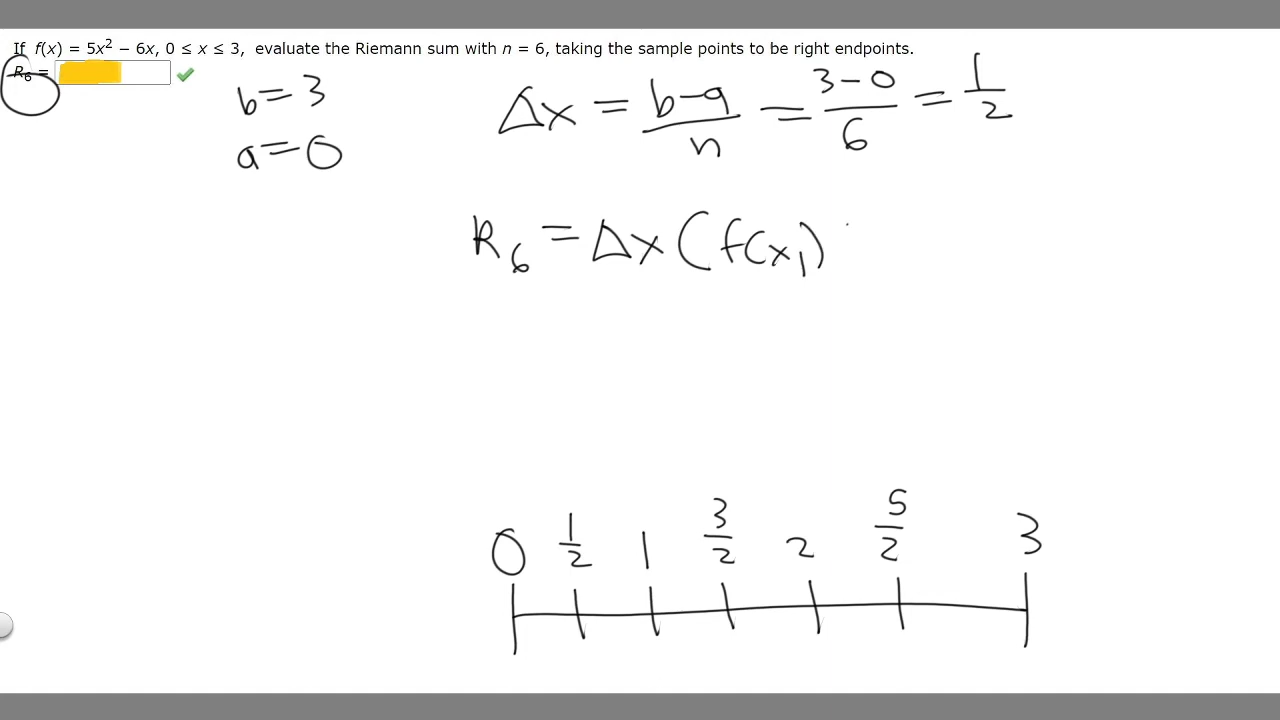 If f(x) = 5x² − 6x, 0 ≤ x ≤ 3, evaluate the Riemann sum with n = 6, taking the sample points to be right endpoints.
R₆ =
b = 3
a = 0
Δx = b-a/n = 3-0/6 = 1/2
R₆ = Δx (f(x₁)
0 1/2 1 3/2 2 5/2 3